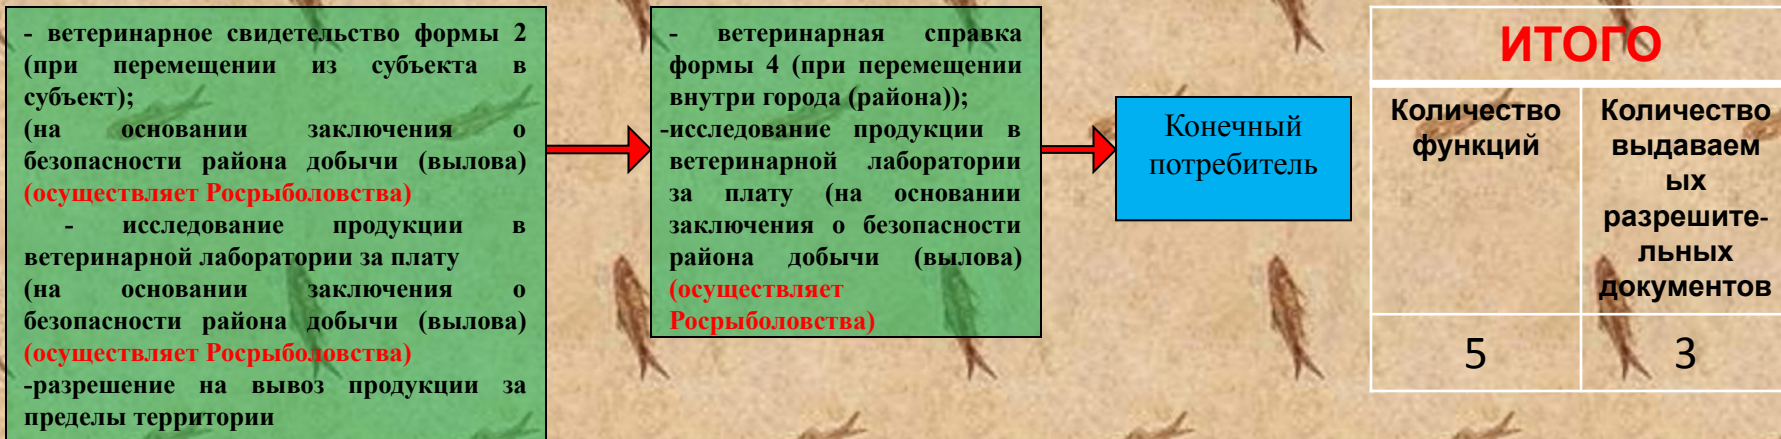 - ветеринарное свидетельство формы 2
(при перемещении из субъекта в
субъект);
(на основании заключения о
безопасности района добычи (вылова)
(осуществляет Росрыболовства)
- исследование продукции в
ветеринарной лаборатории за плату
(на основании заключения о
безопасности района добычи (вылова)
(осуществляет Росрыболовства)
-разрешение на вывоз продукции за
пределы территории
- ветеринарная справка
формы 4 (при перемещении
внутри города (района));
-исследование продукции в
ветеринарной лаборатории
за плату (на основании
заключения о безопасности
района добычи (вылова)
(осуществляет
Росрыболовства)
Конечный
потребитель
ИТОГО
Количество
функций
Количество
выдаваем
ых
разрешите-
льных
документов
5
3